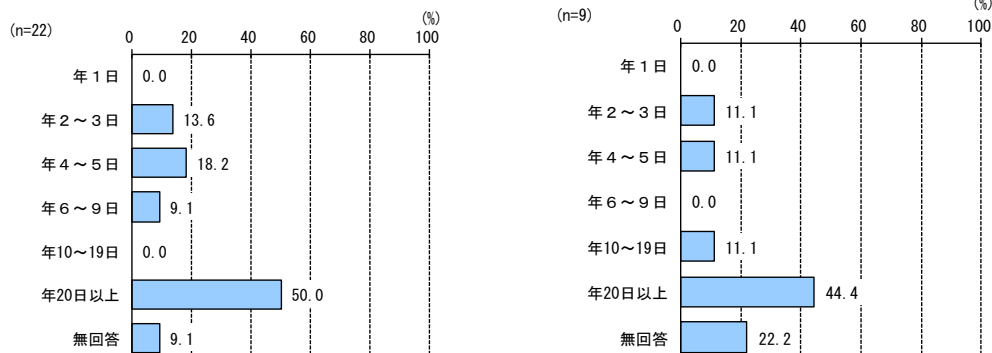 (n=22)
(%)
0 20 40 60 80 100
年１日 0.0
年２～３日 13.6
年４～５日 18.2
年６～９日 9.1
年10～19日 0.0
年20日以上 50.0
無回答 9.1
(n=9)
(%)
0 20 40 60 80 100
年１日 0.0
年２～３日 11.1
年４～５日 11.1
年６～９日 0.0
年10～19日 11.1
年20日以上 44.4
無回答 22.2